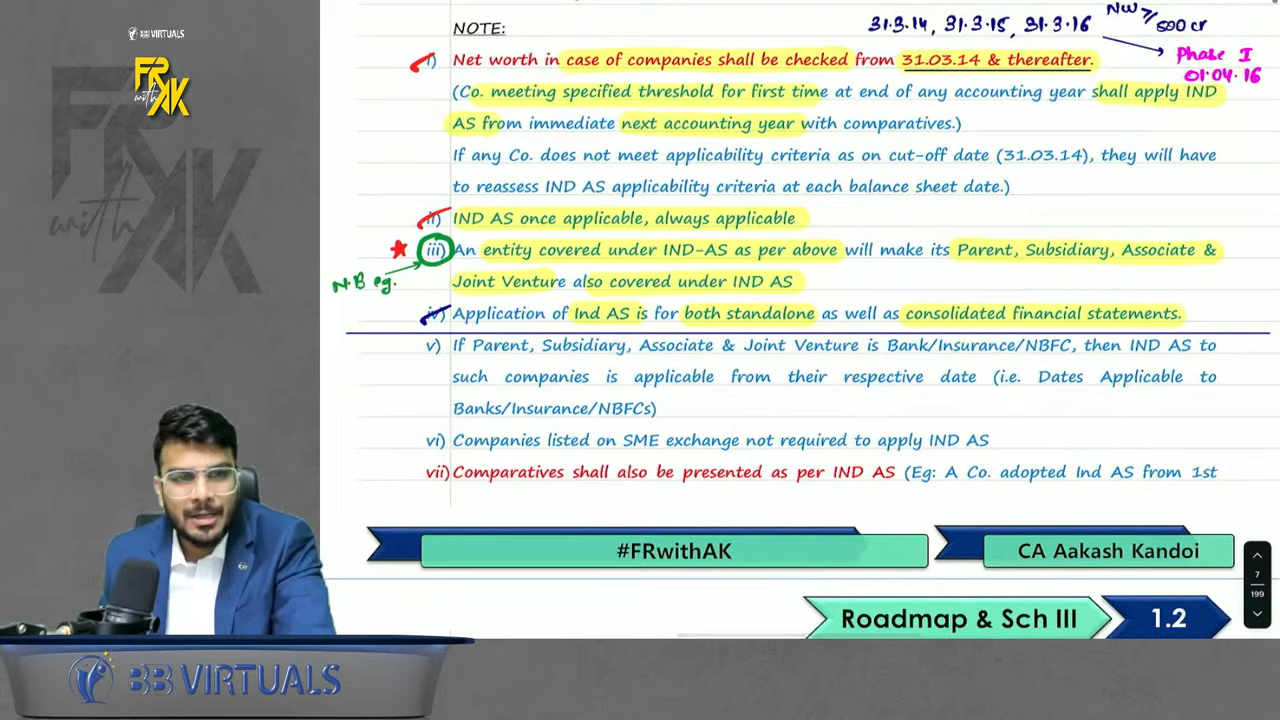 BB VIRTUALS
FR
with
AK
NOTE:
31.3.14, 31.3.15, 31.3.16
NW ≥ 500 cr
Phase I
01.04.16
i) Net worth in case of companies shall be checked from 31.03.14 & thereafter.
(Co. meeting specified threshold for first time at end of any accounting year shall apply IND
AS from immediate next accounting year with comparatives.)
If any Co. does not meet applicability criteria as on cut-off date (31.03.14), they will have
to reassess IND AS applicability criteria at each balance sheet date.)
ii) IND AS once applicable, always applicable
iii) An entity covered under IND-AS as per above will make its Parent, Subsidiary, Associate &
N.B eg.
Joint Venture also covered under IND AS
iv) Application of Ind AS is for both standalone as well as consolidated financial statements.
v) If Parent, Subsidiary, Associate & Joint Venture is Bank/Insurance/NBFC, then IND AS to
such companies is applicable from their respective date (i.e. Dates Applicable to
Banks/Insurance/NBFCs)
vi) Companies listed on SME exchange not required to apply IND AS
vii) Comparatives shall also be presented as per IND AS (Eg: A Co. adopted Ind AS from 1st
#FRwithAK
CA Aakash Kandoi
7
199
Roadmap & Sch III
1.2
BB VIRTUALS